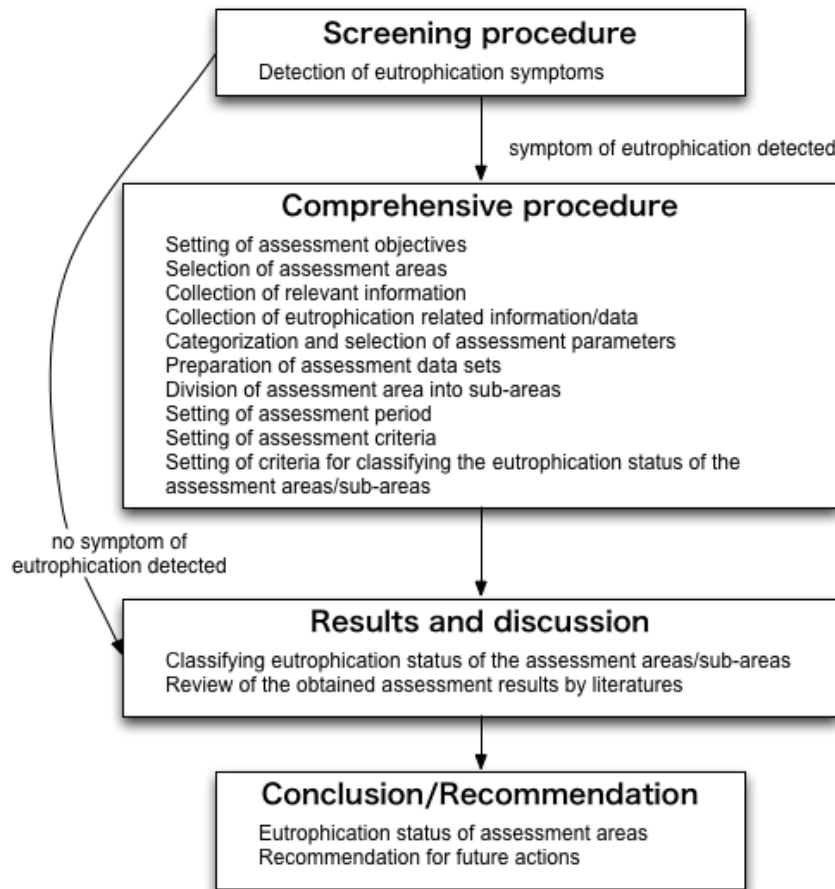 Screening procedure
Detection of eutrophication symptoms
symptom of eutrophication detected
Comprehensive procedure
Setting of assessment objectives
Selection of assessment areas
Collection of relevant information
Collection of eutrophication related information/data
Categorization and selection of assessment parameters
Preparation of assessment data sets
Division of assessment area into sub-areas
Setting of assessment period
Setting of assessment criteria
Setting of criteria for classifying the eutrophication status of the
assessment areas/sub-areas
no symptom of
eutrophication detected
Results and discussion
Classifying eutrophication status of the assessment areas/sub-areas
Review of the obtained assessment results by literatures
Conclusion/Recommendation
Eutrophication status of assessment areas
Recommendation for future actions